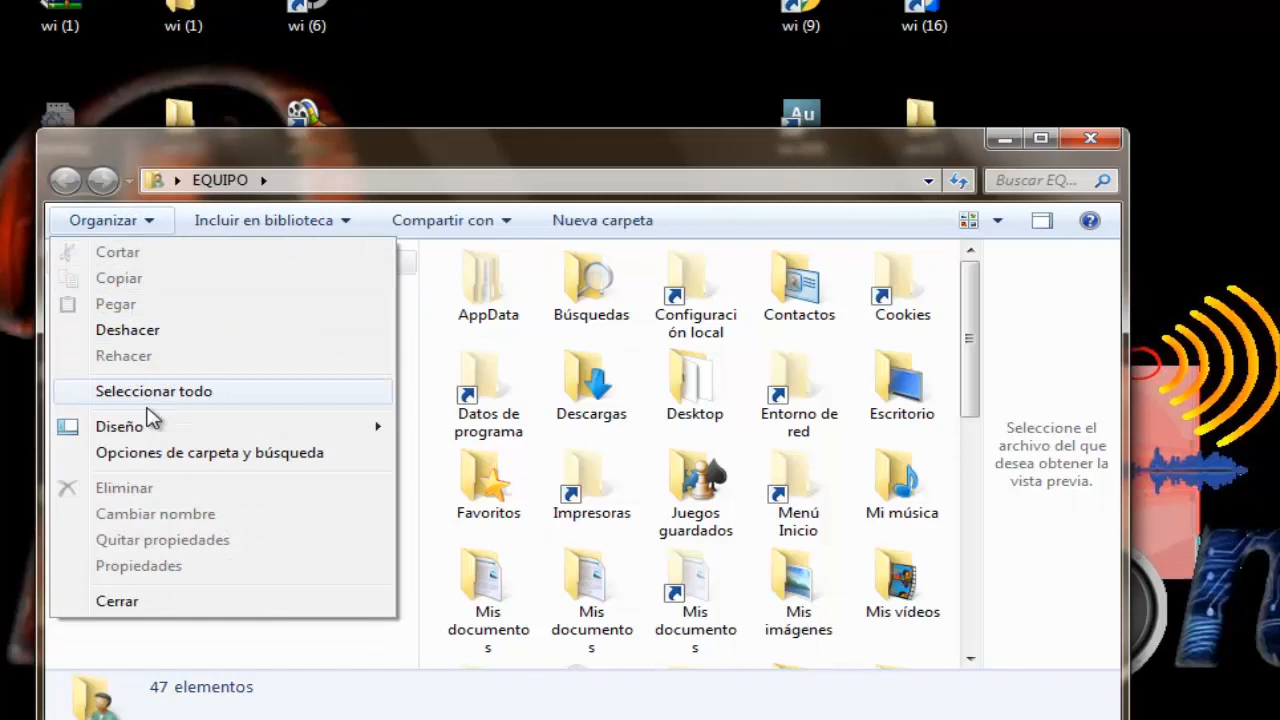 wi (1)
wi (1)
wi (6)
wi (9)
wi (16)
Au
EQUIPO
Buscar EQ...
Organizar
Incluir en biblioteca
Compartir con
Nueva carpeta
Cortar
Copiar
Pegar
Deshacer
Rehacer
Seleccionar todo
Diseño
Opciones de carpeta y búsqueda
Eliminar
Cambiar nombre
Quitar propiedades
Propiedades
Cerrar
AppData
Búsquedas
Configuraci
ón local
Contactos
Cookies
Datos de
programa
Descargas
Desktop
Entorno de
red
Escritorio
Favoritos
Impresoras
Juegos
guardados
Menú
Inicio
Mi música
Mis
documento
s
Mis
documento
s
Mis
documento
s
Mis
imágenes
Mis vídeos
Seleccione el
archivo del que
desea obtener la
vista previa.
47 elementos